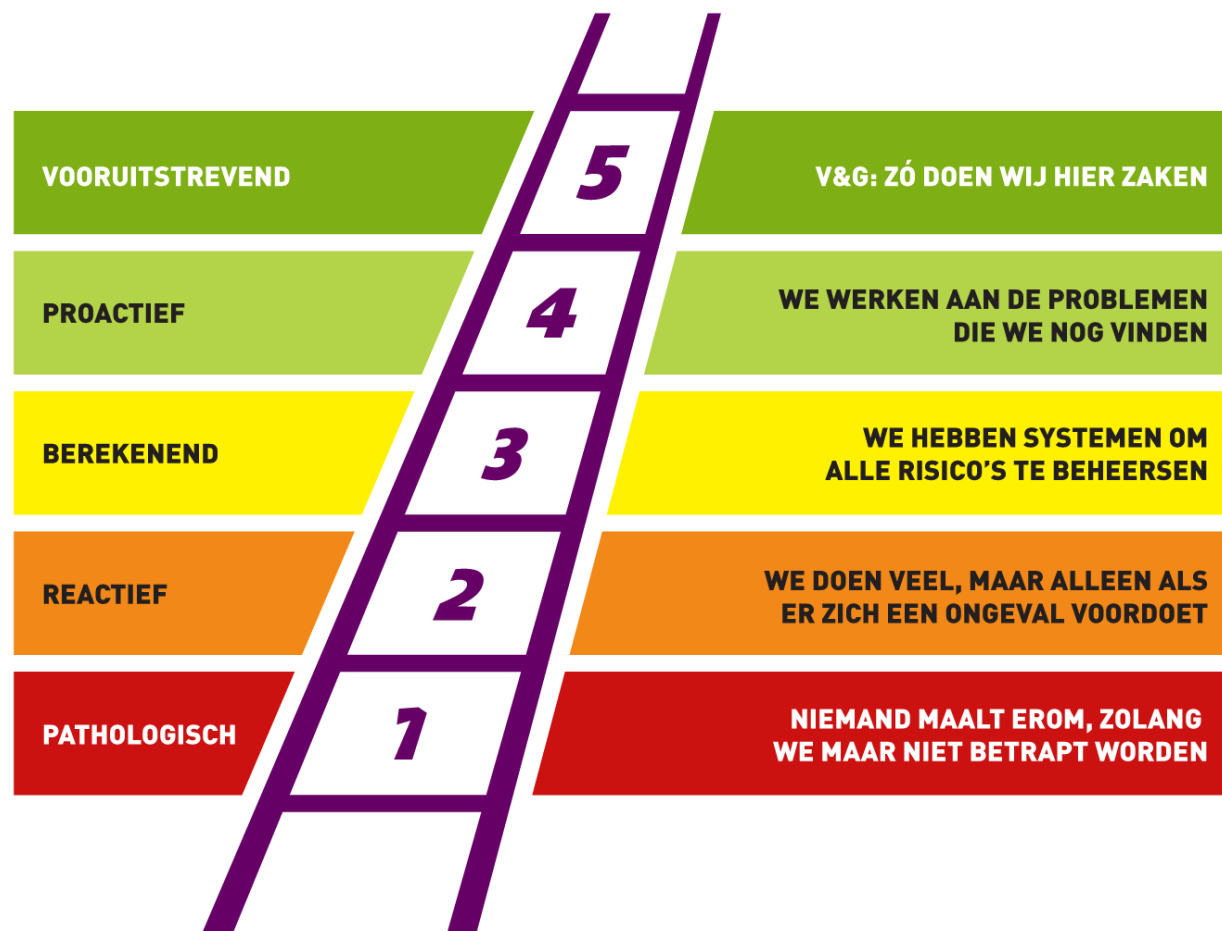 VOORUITSTREVEND
5
V&G: ZÓ DOEN WIJ HIER ZAKEN
PROACTIEF
4
WE WERKEN AAN DE PROBLEMEN
DIE WE NOG VINDEN
BEREKENEND
3
WE HEBBEN SYSTEMEN OM
ALLE RISICO'S TE BEHEERSEN
REACTIEF
2
WE DOEN VEEL, MAAR ALLEEN ALS
ER ZICH EEN ONGEVAL VOORDOET
PATHOLOGISCH
1
NIEMAND MAALT EROM, ZOLANG
WE MAAR NIET BETRAPT WORDEN